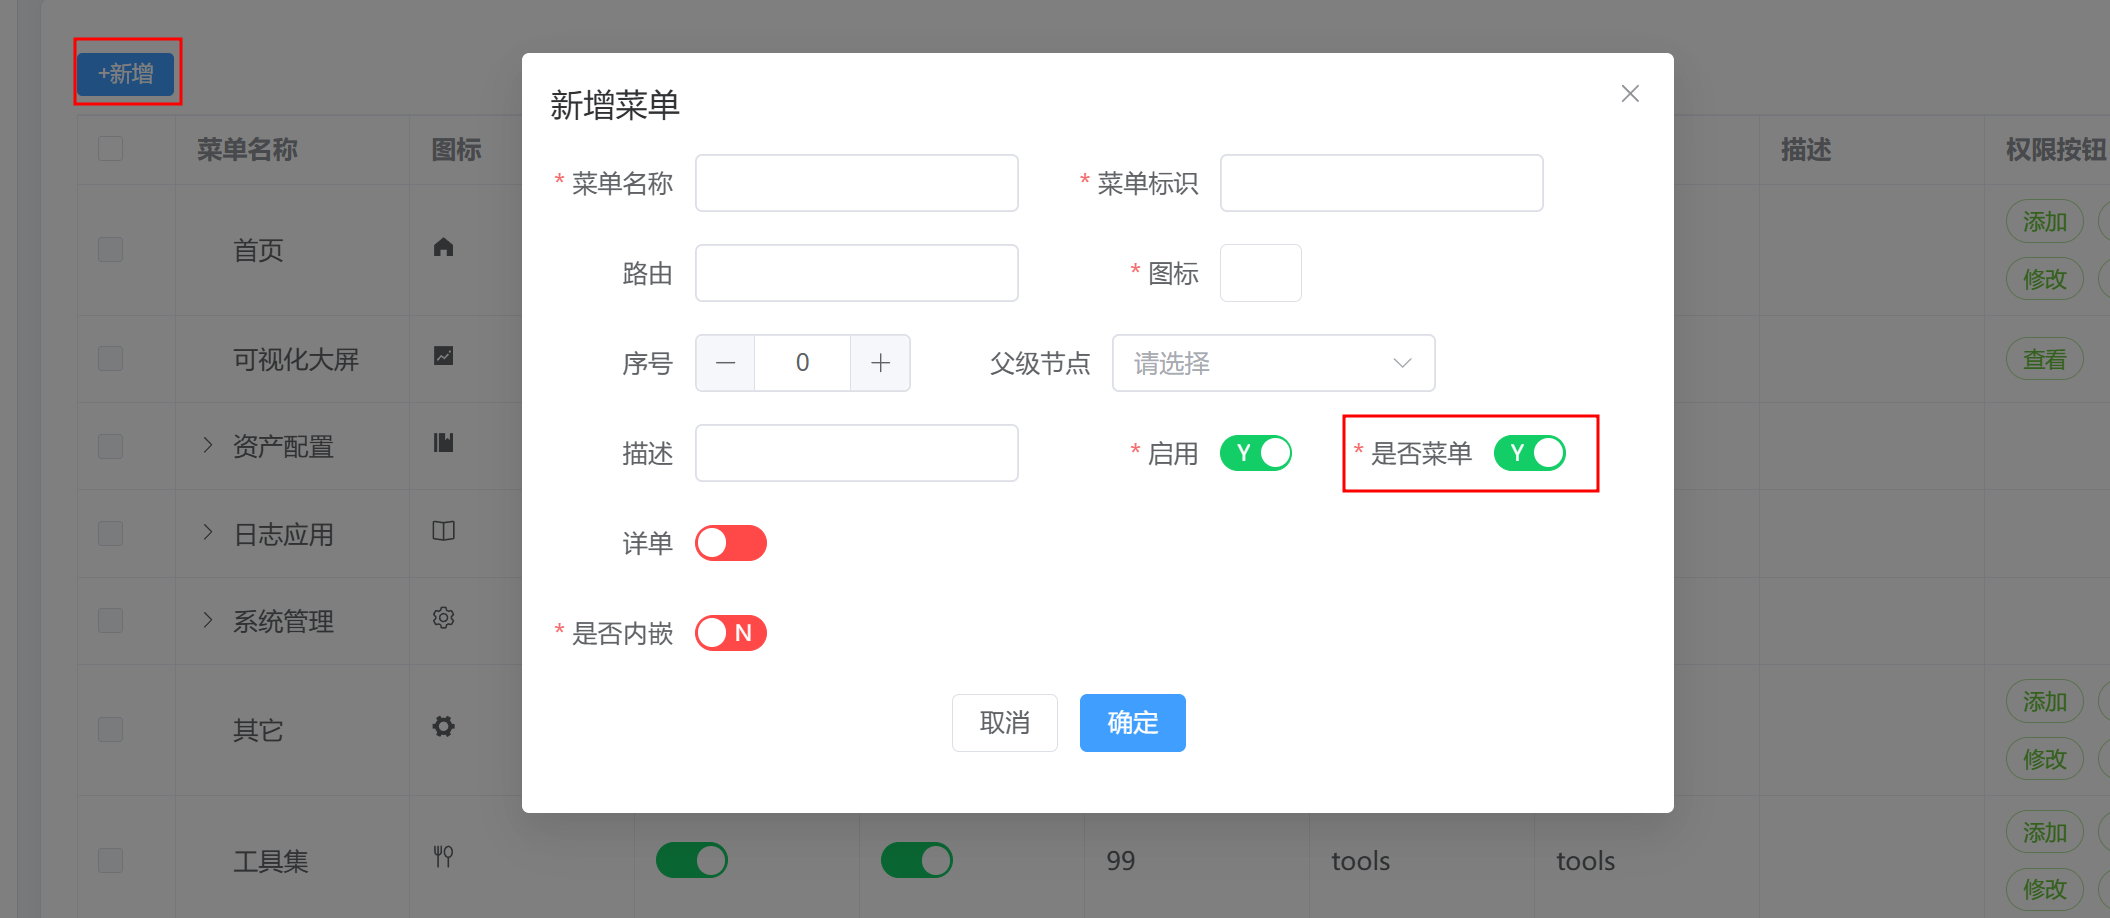 +新增
新增菜单
菜单名称 图标 描述 权限按钮
* 菜单名称 * 菜单标识
首页 添加
修改
路由 * 图标
可视化大屏 查看
序号 0 父级节点 请选择
资产配置
描述 * 启用 Y * 是否菜单 Y
日志应用
详单
系统管理
* 是否内嵌 N
其它 添加
修改
取消 确定
工具集 99 tools tools 添加
修改